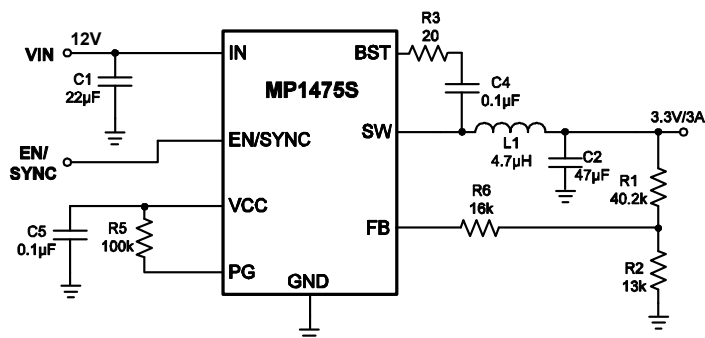 VIN
12V
C1
22µF
EN/
SYNC
C5
0.1µF
R5
100k
IN
BST
MP1475S
EN/SYNC
SW
VCC
FB
PG
GND
R3
20
C4
0.1µF
L1
4.7µH
3.3V/3A
C2
47µF
R1
40.2k
R6
16k
R2
13k